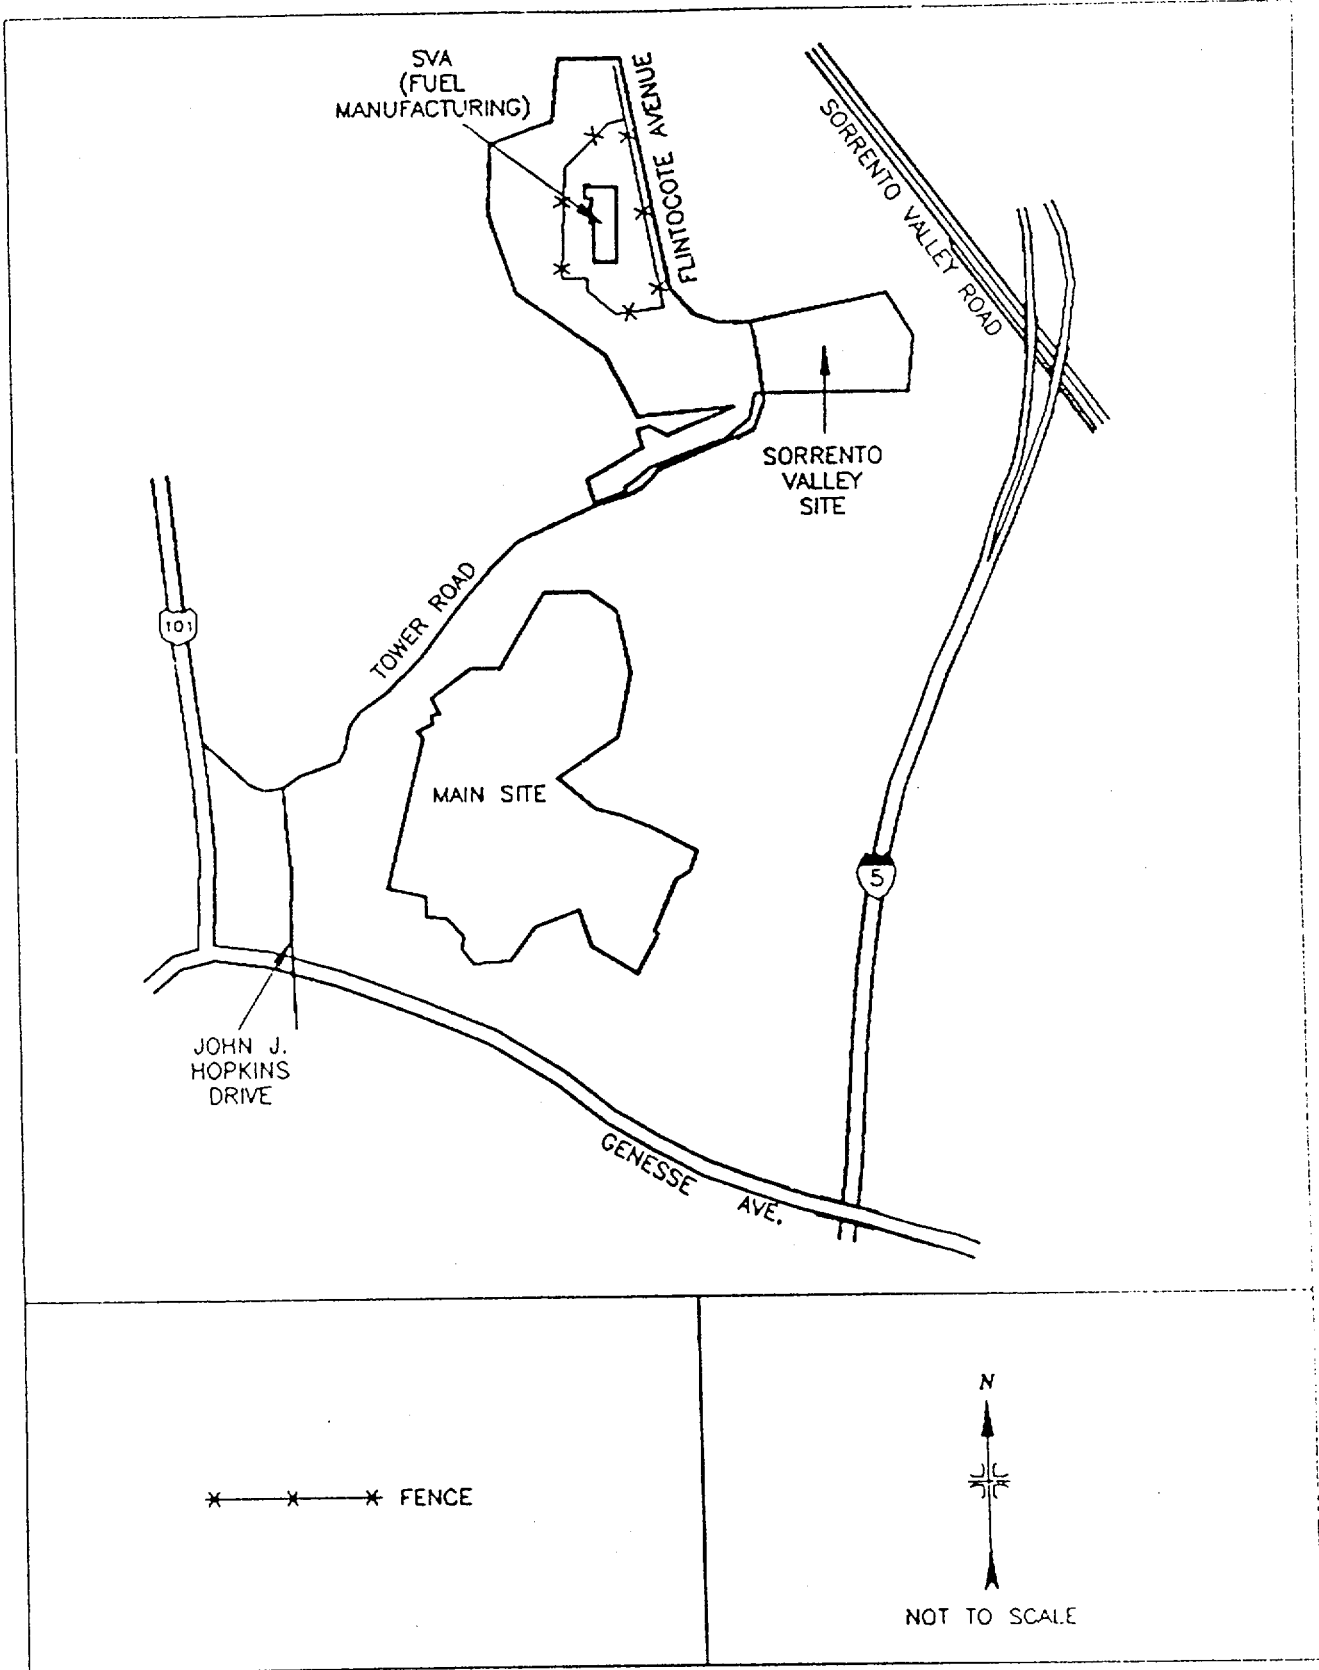 SVA
(FUEL
MANUFACTURING)
FLINTOCOTE AVENUE
SORRENTO VALLEY ROAD
SORRENTO
VALLEY
SITE
101
TOWER ROAD
MAIN SITE
5
JOHN J.
HOPKINS
DRIVE
GENESSE AVE.
FENCE
N
NOT TO SCALE